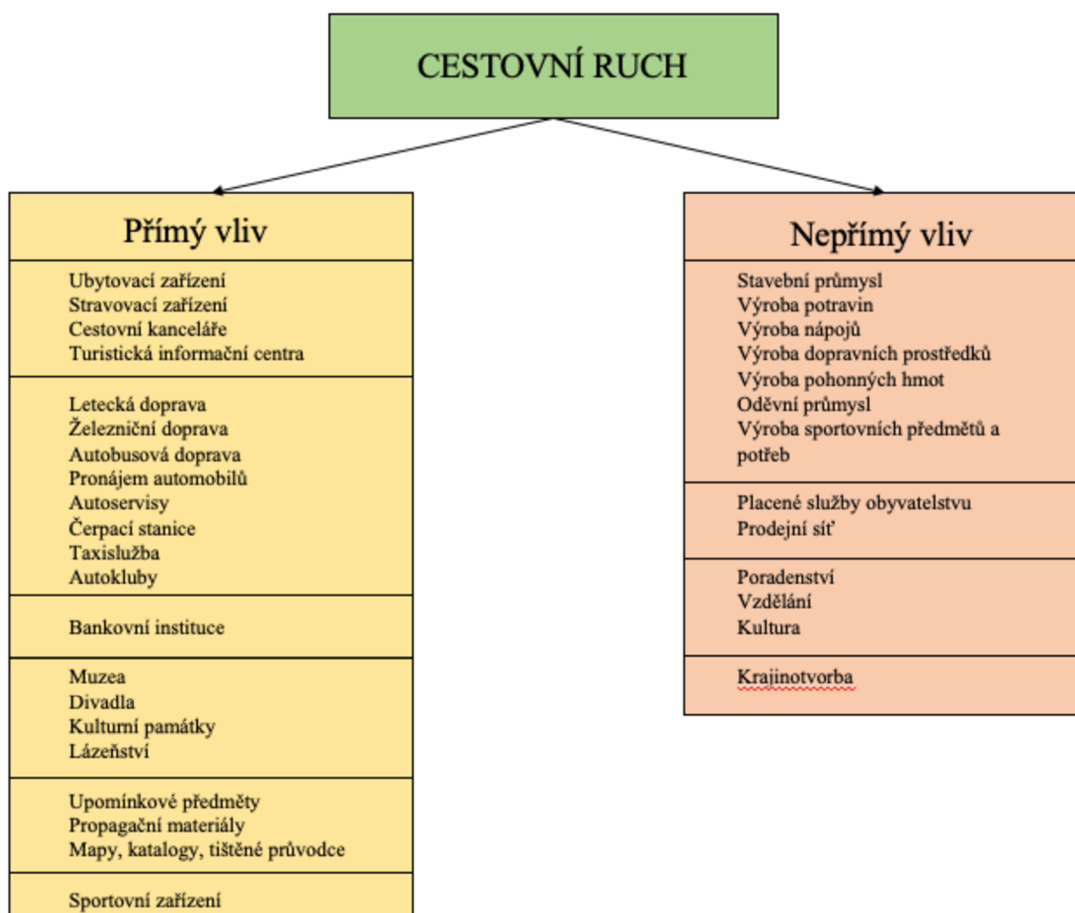 CESTOVNÍ RUCH
Přímý vliv
Ubytovací zařízení
Stravovací zařízení
Cestovní kanceláře
Turistická informační centra
Letecká doprava
Železniční doprava
Autobusová doprava
Pronájem automobilů
Autoservisy
Čerpací stanice
Taxislužba
Autokluby
Bankovní instituce
Muzea
Divadla
Kulturní památky
Lázeňství
Upomínkové předměty
Propagační materiály
Mapy, katalogy, tištěné průvodce
Sportovní zařízení
Nepřímý vliv
Stavební průmysl
Výroba potravin
Výroba nápojů
Výroba dopravních prostředků
Výroba pohonných hmot
Oděvní průmysl
Výroba sportovních předmětů a
potřeb
Placené služby obyvatelstvu
Prodejní síť
Poradenství
Vzdělání
Kultura
Krajinotvorba